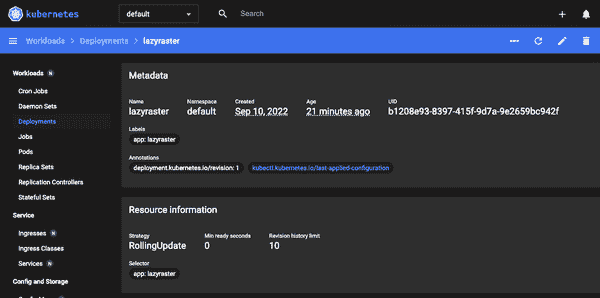 kubernetes
default
Search
Workloads > Deployments > lazyraster
Workloads N
Cron Jobs
Daemon Sets
Deployments
Jobs
Pods
Replica Sets
Replication Controllers
Stateful Sets
Service
Ingresses N
Ingress Classes
Services N
Config and Storage
Metadata
Name Namespace Created Age UID
lazyraster default Sep 10, 2022 21 minutes ago b1208e93-8397-415f-9d7a-9e2659bc942f
Labels
app: lazyraster
Annotations
deployment.kubernetes.io/revision: 1 kubectl.kubernetes.io/last-applied-configuration
Resource information
Strategy Min ready seconds Revision history limit
RollingUpdate 0 10
Selector
app: lazyraster